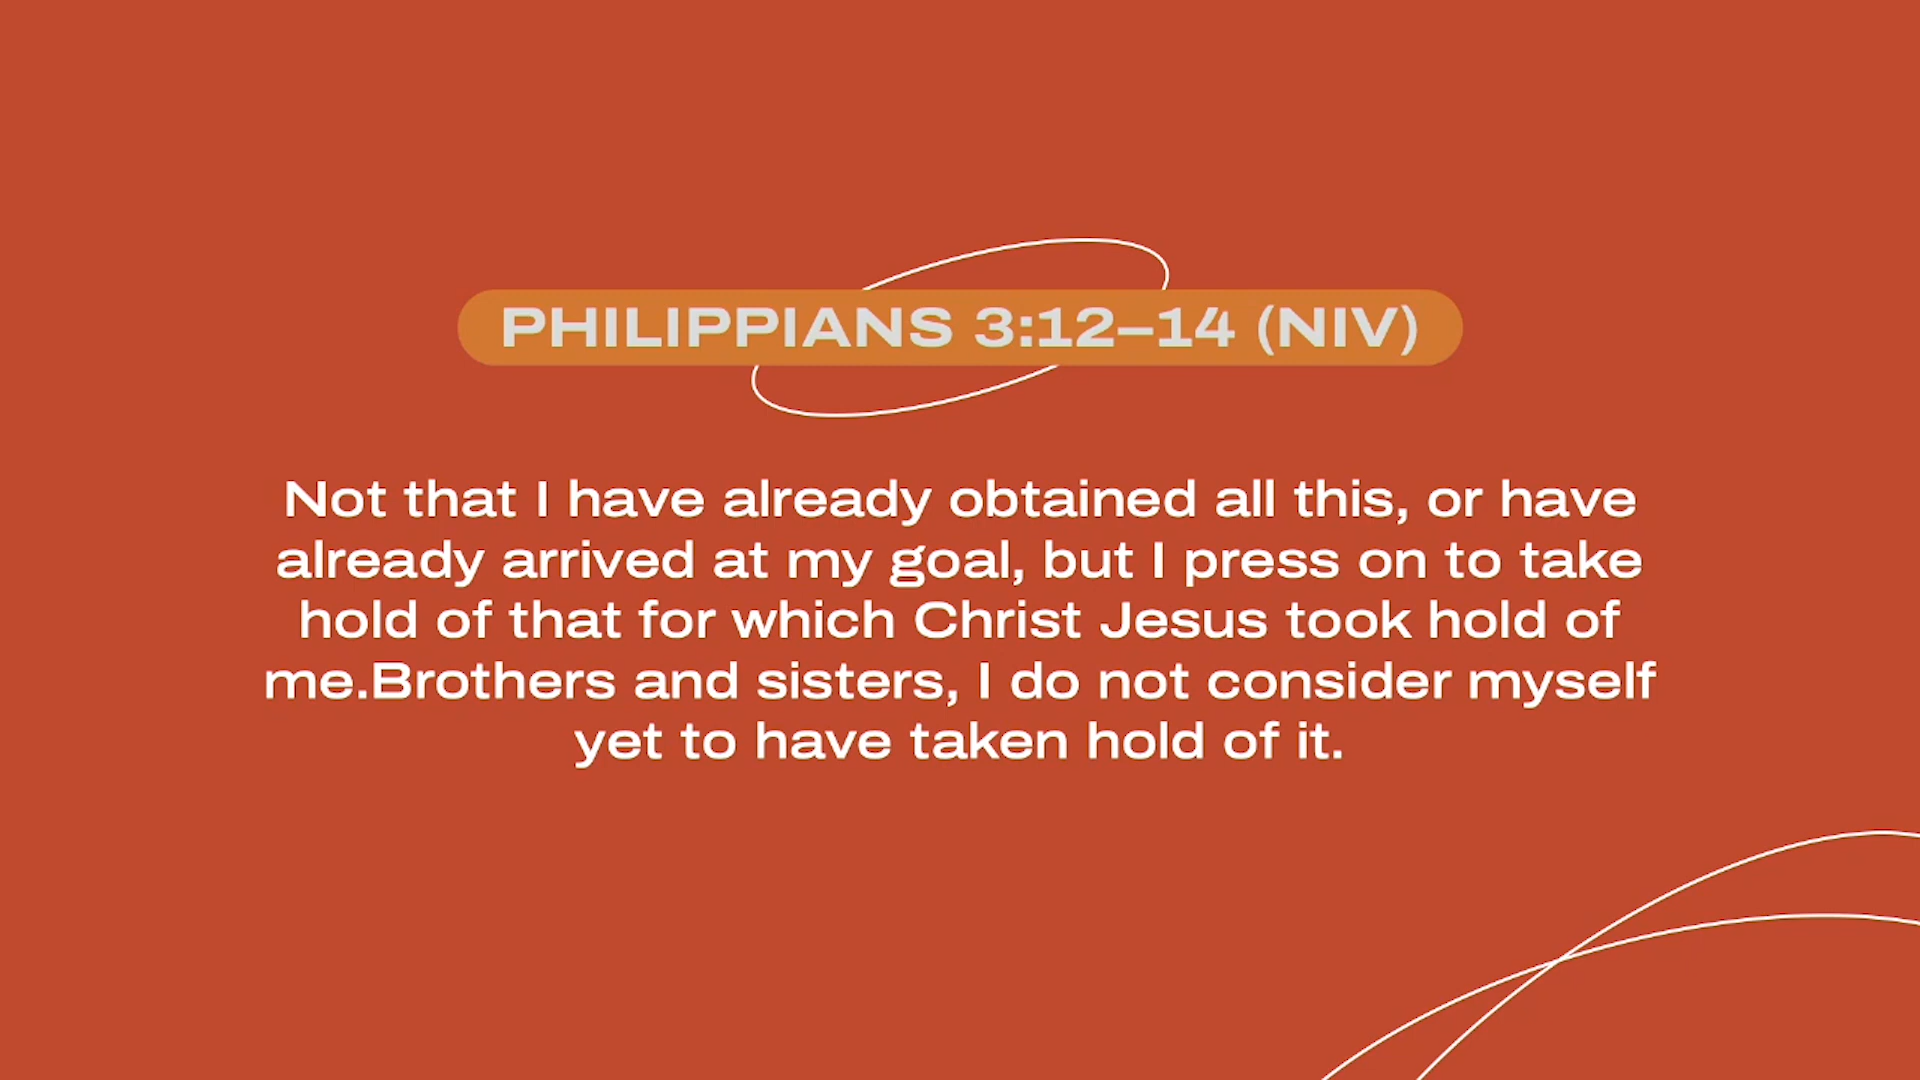 PHILIPPIANS 3:12–14 (NIV)
Not that I have already obtained all this, or have
already arrived at my goal, but I press on to take
hold of that for which Christ Jesus took hold of
me.Brothers and sisters, I do not consider myself
yet to have taken hold of it.